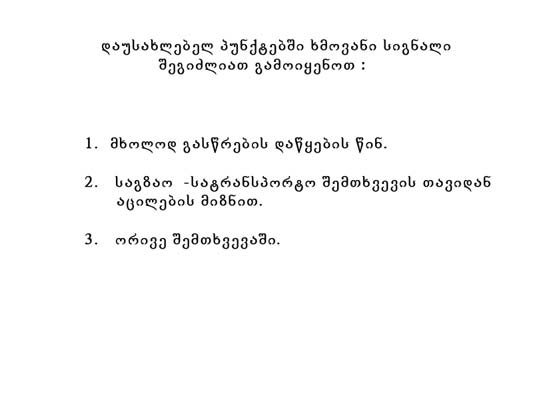 დაუსახლებელ პუნქტებში ხმოვანი სიგნალი
შეგიძლიათ გამოიყენოთ :
1. მხოლოდ გასწრების დაწყების წინ.
2. საგზაო -სატრანსპორტო შემთხვევის თავიდან
აცილების მიზნით.
3. ორივე შემთხვევაში.